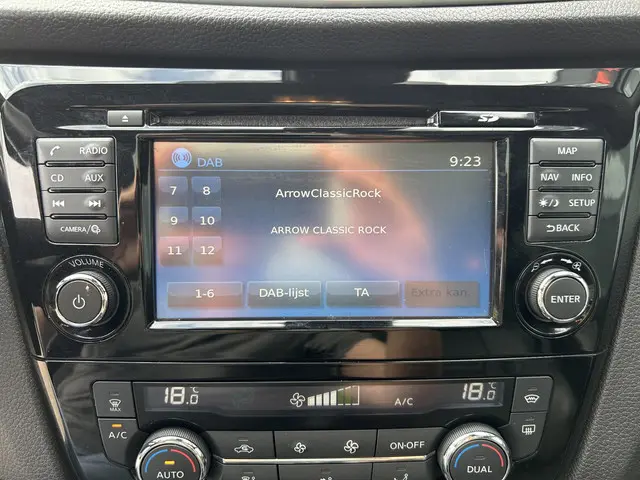 SD
RADIO
CD AUX
CAMERA/
VOLUME
DAB 9:23
7 8
9 10
11 12
ArrowClassicRock
ARROW CLASSIC ROCK
1-6 DAB-lijst TA Extra kan.
MAP
NAV INFO
SETUP
BACK
ENTER
MAX
A/C
18.0 °C A/C 18.0 °C
AUTO
ON·OFF
DUAL